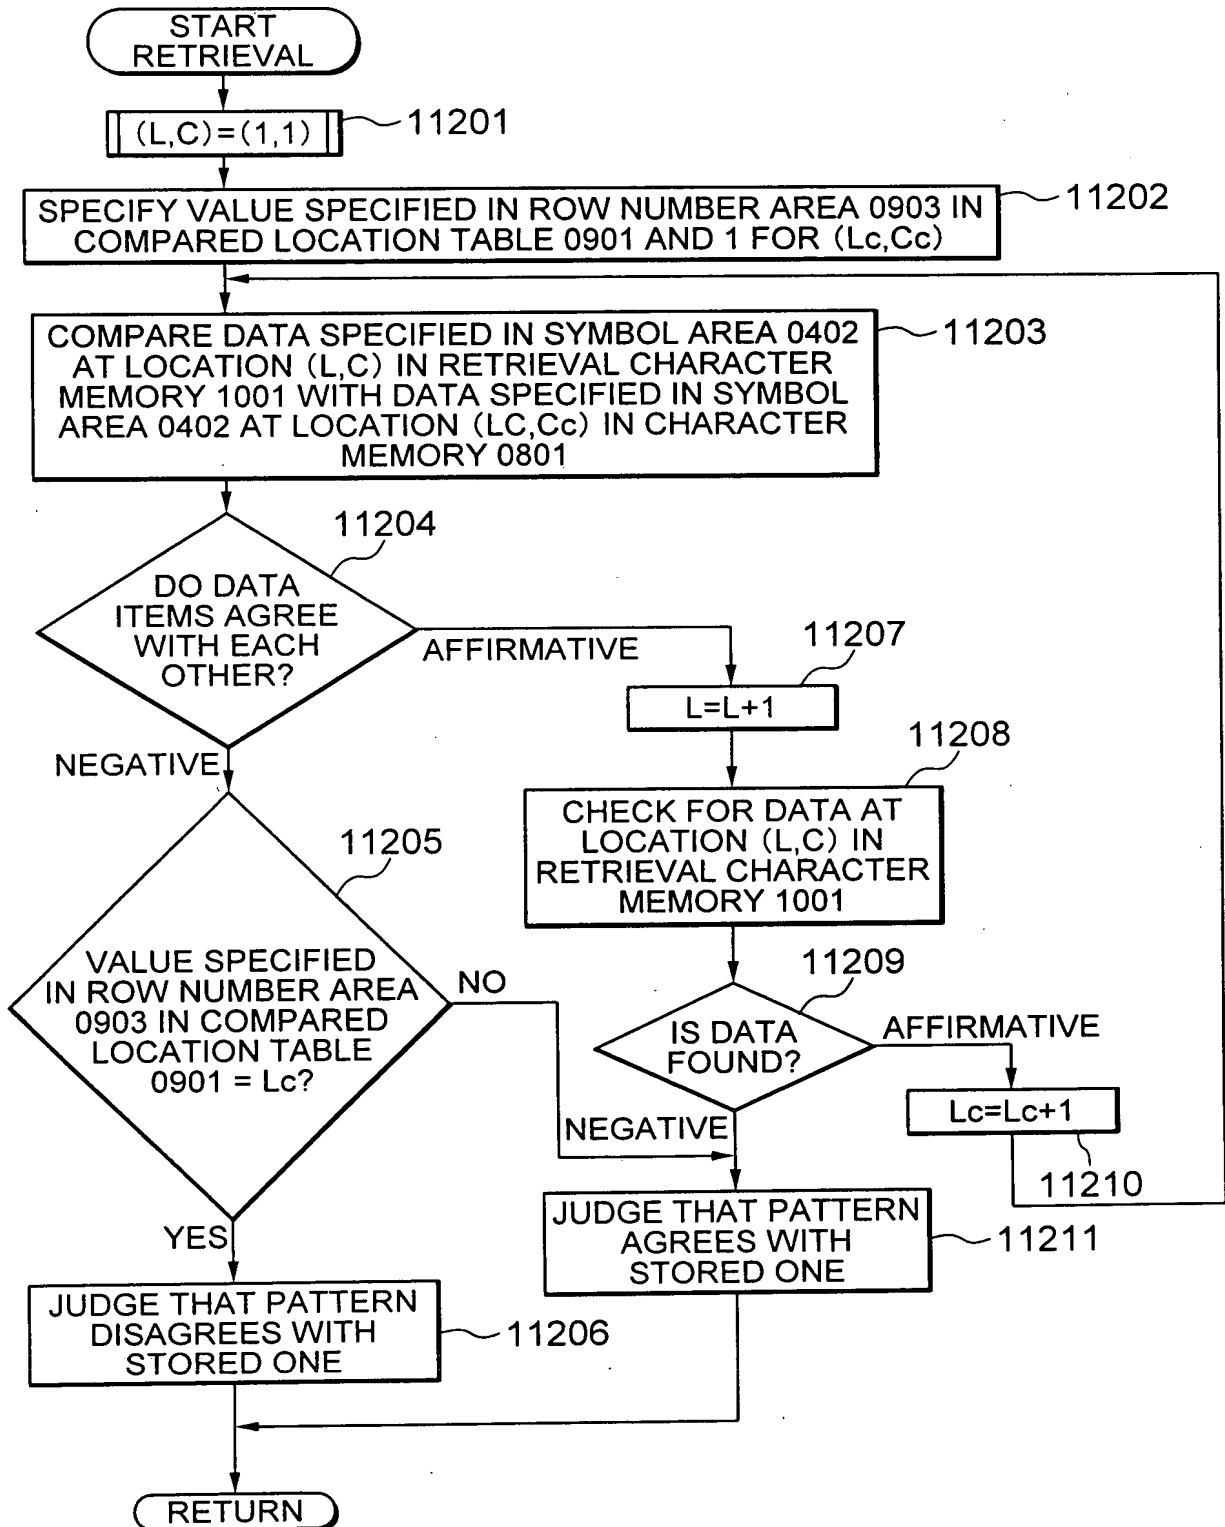 START
RETRIEVAL
(L,C)=(1,1)
11201
11202
SPECIFY VALUE SPECIFIED IN ROW NUMBER AREA 0903 IN
COMPARED LOCATION TABLE 0901 AND 1 FOR (Lc,Cc)
11203
COMPARE DATA SPECIFIED IN SYMBOL AREA 0402
AT LOCATION (L,C) IN RETRIEVAL CHARACTER
MEMORY 1001 WITH DATA SPECIFIED IN SYMBOL
AREA 0402 AT LOCATION (LC,Cc) IN CHARACTER
MEMORY 0801
11204
DO DATA
ITEMS AGREE
WITH EACH
OTHER?
AFFIRMATIVE
NEGATIVE
11207
L=L+1
11208
CHECK FOR DATA AT
LOCATION (L,C) IN
RETRIEVAL CHARACTER
MEMORY 1001
11205
VALUE SPECIFIED
IN ROW NUMBER AREA
0903 IN COMPARED
LOCATION TABLE
0901 = Lc?
NO
11209
IS DATA
FOUND?
AFFIRMATIVE
Lc=Lc+1
11210
NEGATIVE
YES
JUDGE THAT PATTERN
AGREES WITH
STORED ONE
11211
JUDGE THAT PATTERN
DISAGREES WITH
STORED ONE
11206
RETURN